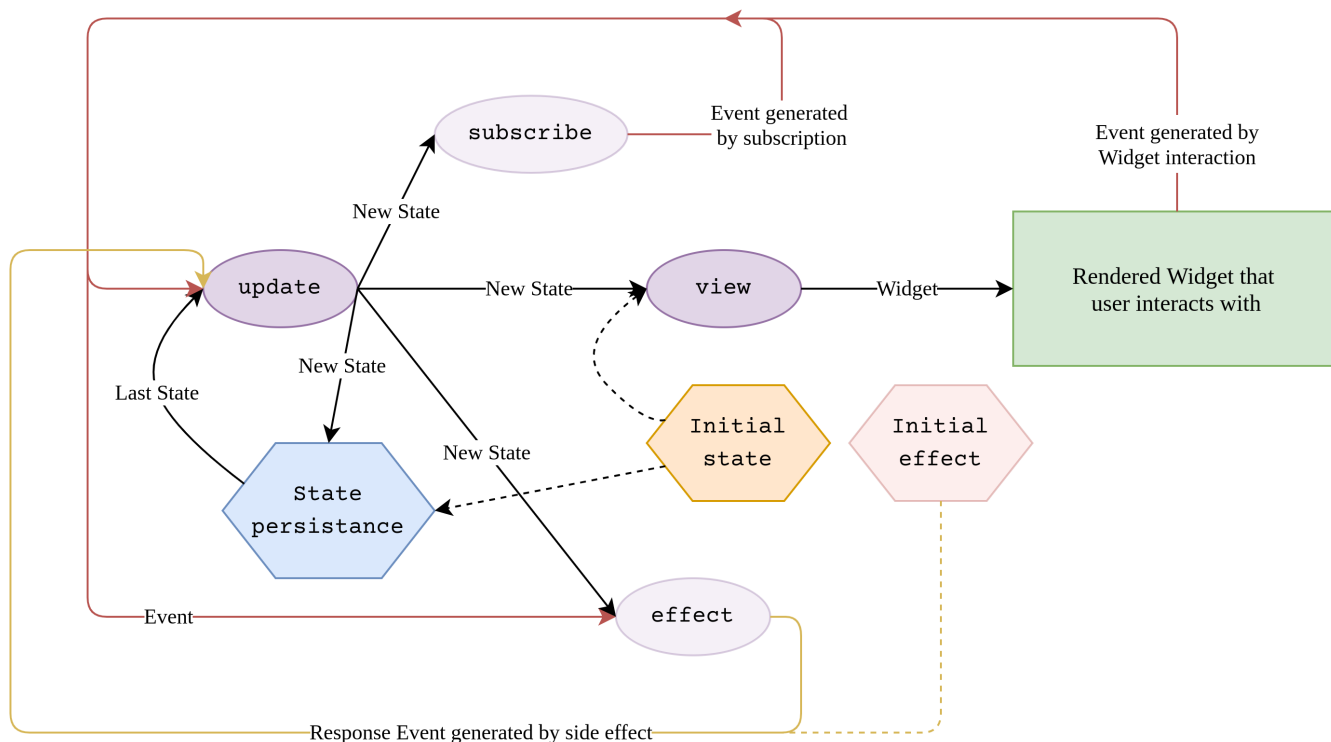 Event generated
by subscription
subscribe
Event generated by
Widget interaction
New State
update
New State
view
Widget
Rendered Widget that
user interacts with
New State
Last State
Initial
state
Initial
effect
New State
State
persistance
Event
effect
Response Event generated by side effect